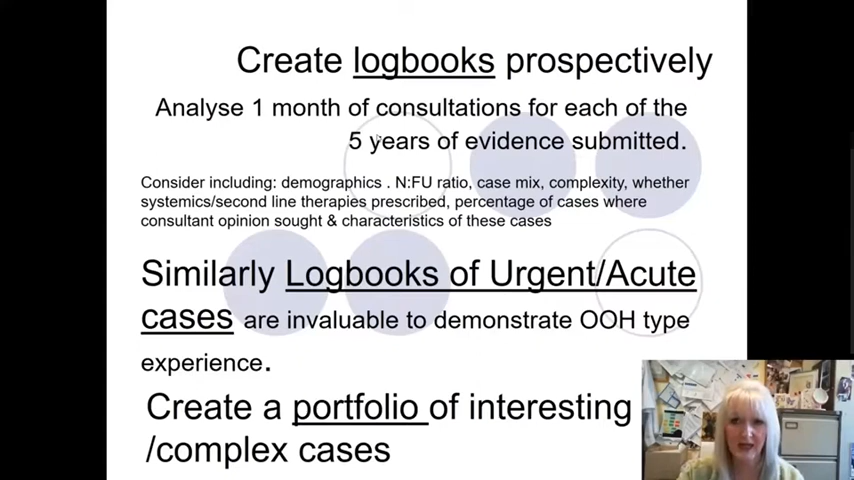 Create logbooks prospectively
Analyse 1 month of consultations for each of the
5 years of evidence submitted.
Consider including: demographics . N:FU ratio, case mix, complexity, whether
systemics/second line therapies prescribed, percentage of cases where
consultant opinion sought & characteristics of these cases
Similarly Logbooks of Urgent/Acute
cases are invaluable to demonstrate OOH type
experience.
Create a portfolio of interesting
/complex cases